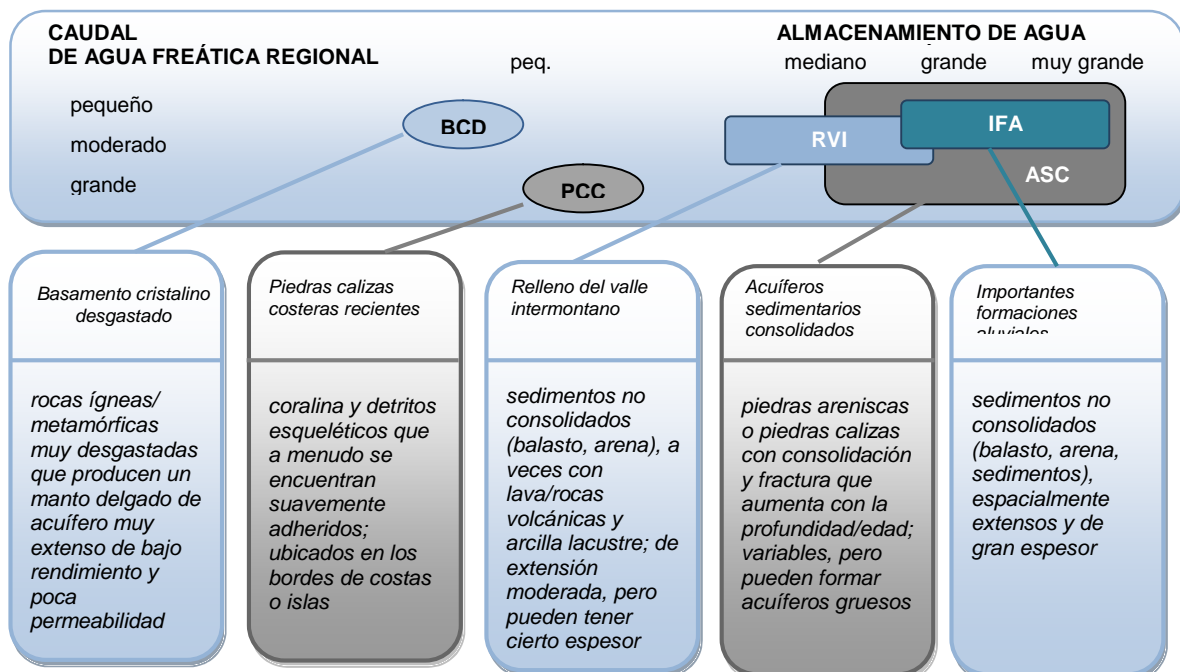 CAUDAL
DE AGUA FREÁTICA REGIONAL
ALMACENAMIENTO DE AGUA
peq.
mediano
grande
muy grande
pequeño
moderado
grande
BCD
PCC
RVI
IFA
ASC
Basamento cristalino
desgastado
rocas ígneas/
metamórficas
muy desgastadas
que producen un
manto delgado de
acuífero muy
extenso de bajo
rendimiento y
poca
permeabilidad
Piedras calizas
costeras recientes
coralina y detritos
esqueléticos que
a menudo se
encuentran
suavemente
adheridos;
ubicados en los
bordes de costas
o islas
Relleno del valle
intermontano
sedimentos no
consolidados
(balasto, arena), a
veces con
lava/rocas
volcánicas y
arcilla lacustre; de
extensión
moderada, pero
pueden tener
cierto espesor
Acuíferos
sedimentarios
consolidados
piedras areniscas
o piedras calizas
con consolidación
y fractura que
aumenta con la
profundidad/edad;
variables, pero
pueden formar
acuíferos gruesos
Importantes
formaciones
aluviales
sedimentos no
consolidados
(balasto, arena,
sedimentos),
espacialmente
extensos y de
gran espesor